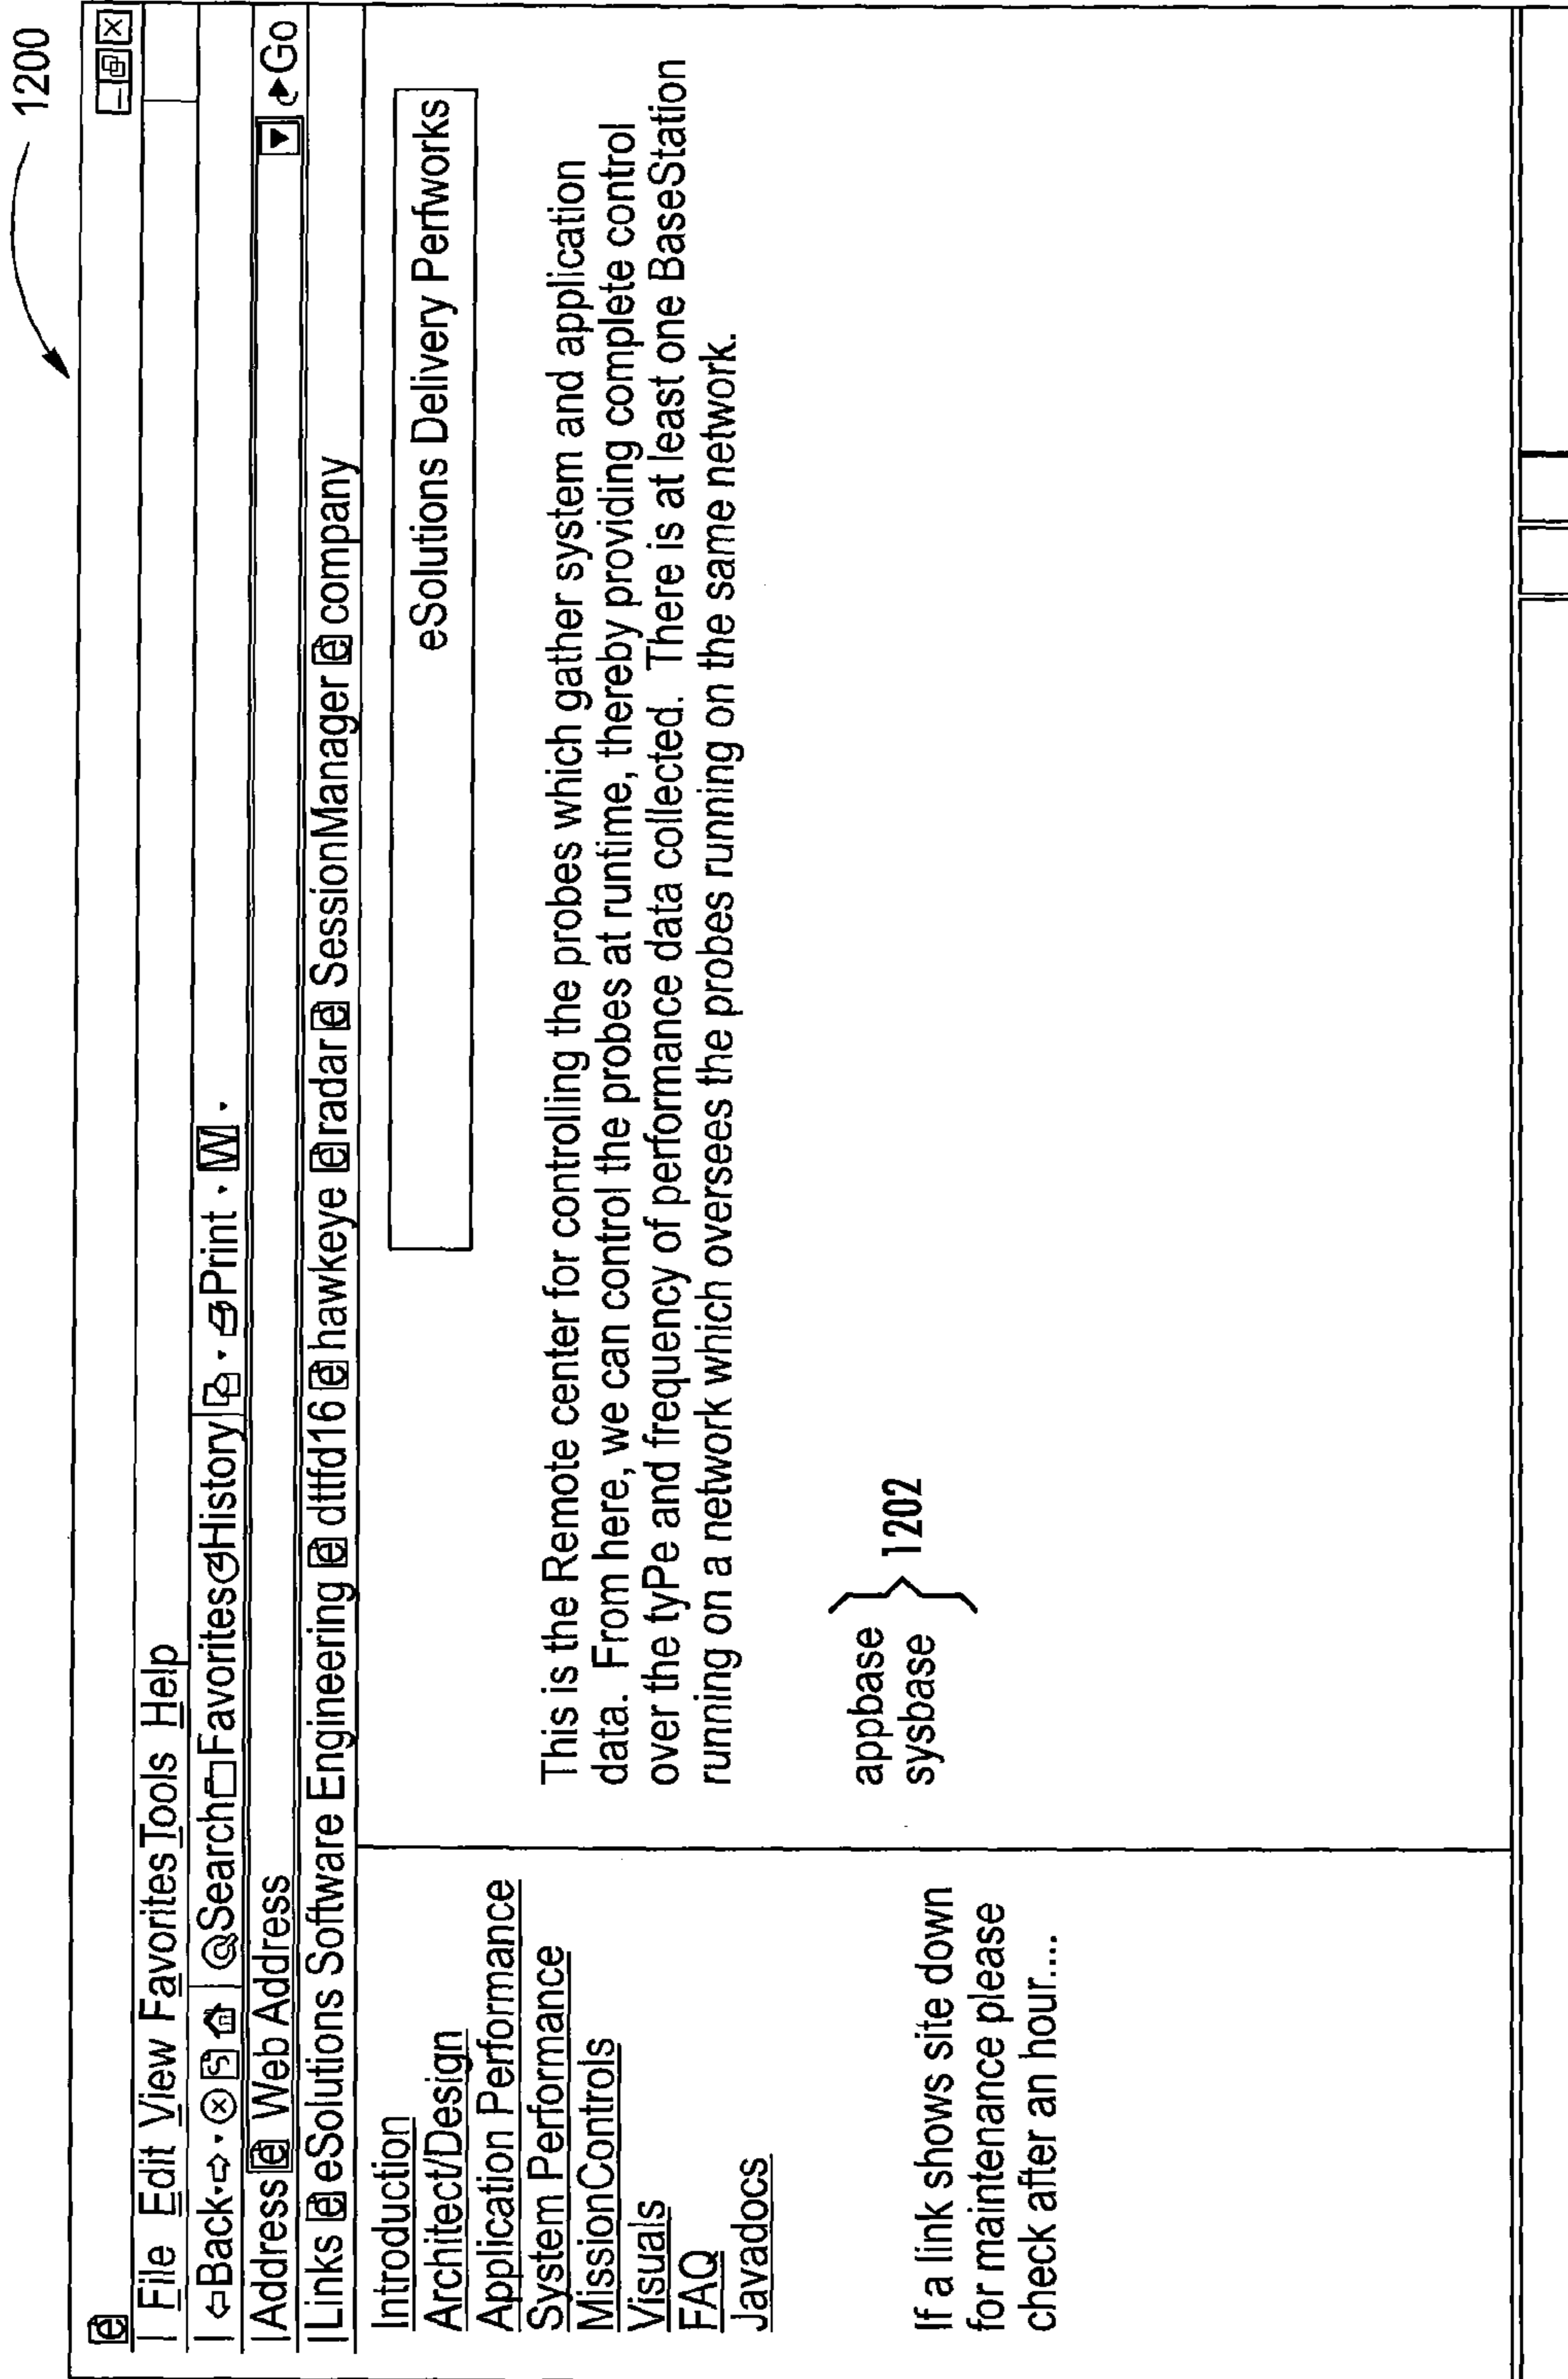 1200
File Edit View Favorites Tools Help
Back Search Favorites History Print W
Address e Web Address Go
Links eSolutions Software Engineering dttfd16 hawkeye radar SessionManager company
eSolutions Delivery Perfworks
Introduction
Architect/Design
Application Performance
System Performance
MissionControls
Visuals
FAQ
Javadocs
If a link shows site down
for maintenance please
check after an hour....
This is the Remote center for controlling the probes which gather system and application
data. From here, we can control the probes at runtime, thereby providing complete control
over the tyPe and frequency of performance data collected. There is at least one BaseStation
running on a network which oversees the probes running on the same network.
appbase
sysbase
1202